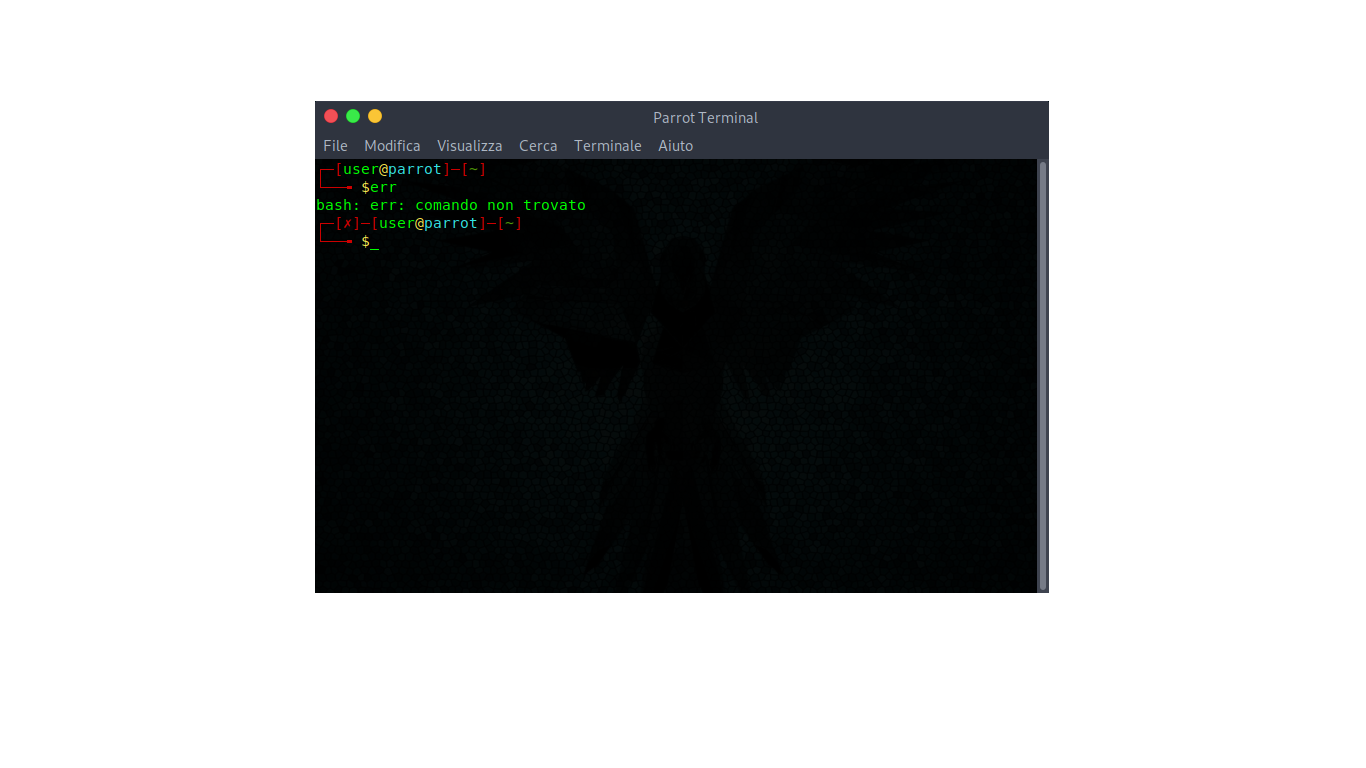 Parrot Terminal
File Modifica Visualizza Cerca Terminale Aiuto
┌─[user@parrot]─[~]
└──╼ $err
bash: err: comando non trovato
┌─[✗]─[user@parrot]─[~]
└──╼ $_